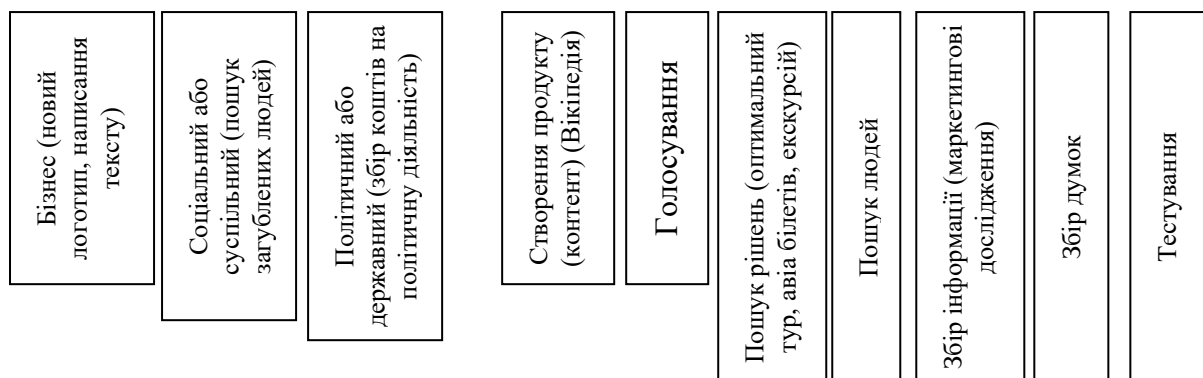 Бізнес (новий
логотип, написання
тексту)
Соціальний або
суспільний (пошук
загублених людей)
Політичний або
державний (збір коштів на
політичну діяльність)
Створення продукту
(контент) (Вікіпедія)
Голосування
Пошук рішень (оптимальний
тур, авіа білетів, екскурсій)
Пошук людей
Збір інформації (маркетингові
дослідження)
Збір думок
Тестування